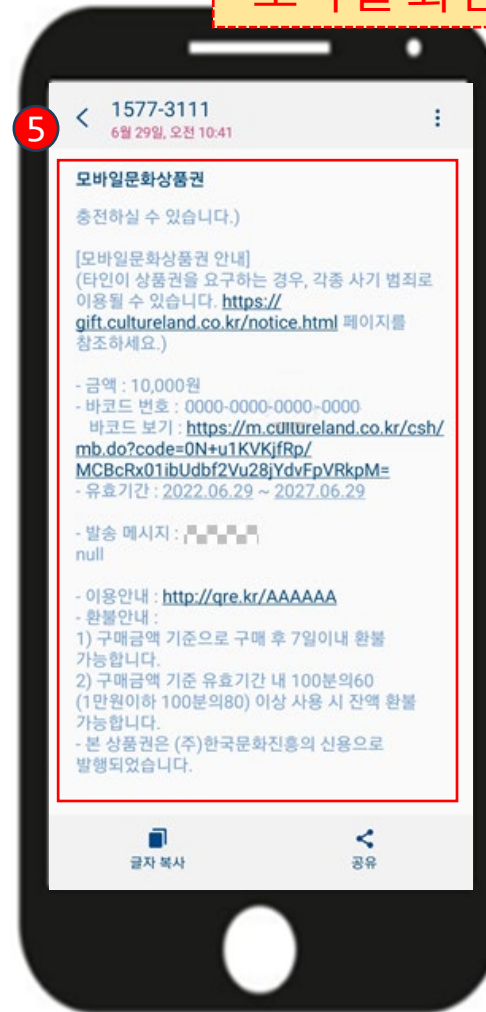 5
1577-3111
6월 29일, 오전 10:41
모바일문화상품권
충전하실 수 있습니다.)
[모바일문화상품권 안내]
(타인이 상품권을 요구하는 경우, 각종 사기 범죄로
이용될 수 있습니다. https://
gift.cultureland.co.kr/notice.html 페이지를
참조하세요.)
- 금액 : 10,000원
- 바코드 번호 : 0000-0000-0000-0000
바코드 보기 : https://m.cultureland.co.kr/csh/
mb.do?code=0N+u1KVKjfRp/
MCBcRx01ibUdbf2Vu28jYdvFpVRkpM=
- 유효기간 : 2022.06.29 ~ 2027.06.29
- 발송 메시지 :
null
- 이용안내 : http://qre.kr/AAAAAA
- 환불안내 :
1) 구매금액 기준으로 구매 후 7일이내 환불
가능합니다.
2) 구매금액 기준 유효기간 내 100분의60
(1만원이하 100분의80) 이상 사용 시 잔액 환불
가능합니다.
- 본 상품권은 (주)한국문화진흥의 신용으로
발행되었습니다.
글자 복사
공유